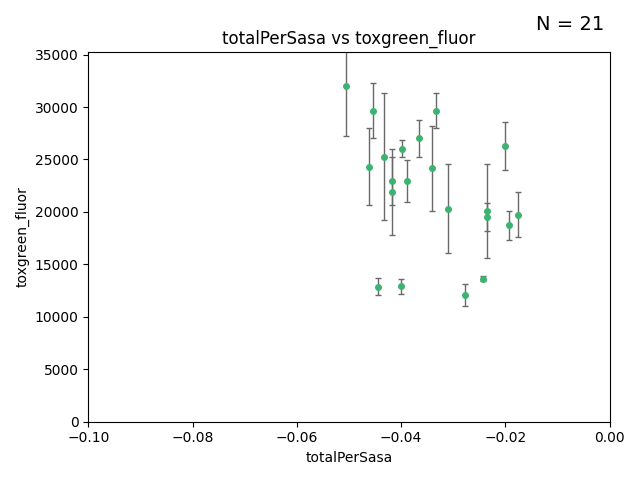 N = 21
totalPerSasa vs toxgreen_fluor
35000
30000
25000
20000
15000
10000
5000
0
toxgreen_fluor
−0.10 −0.08 −0.06 −0.04 −0.02 0.00
totalPerSasa